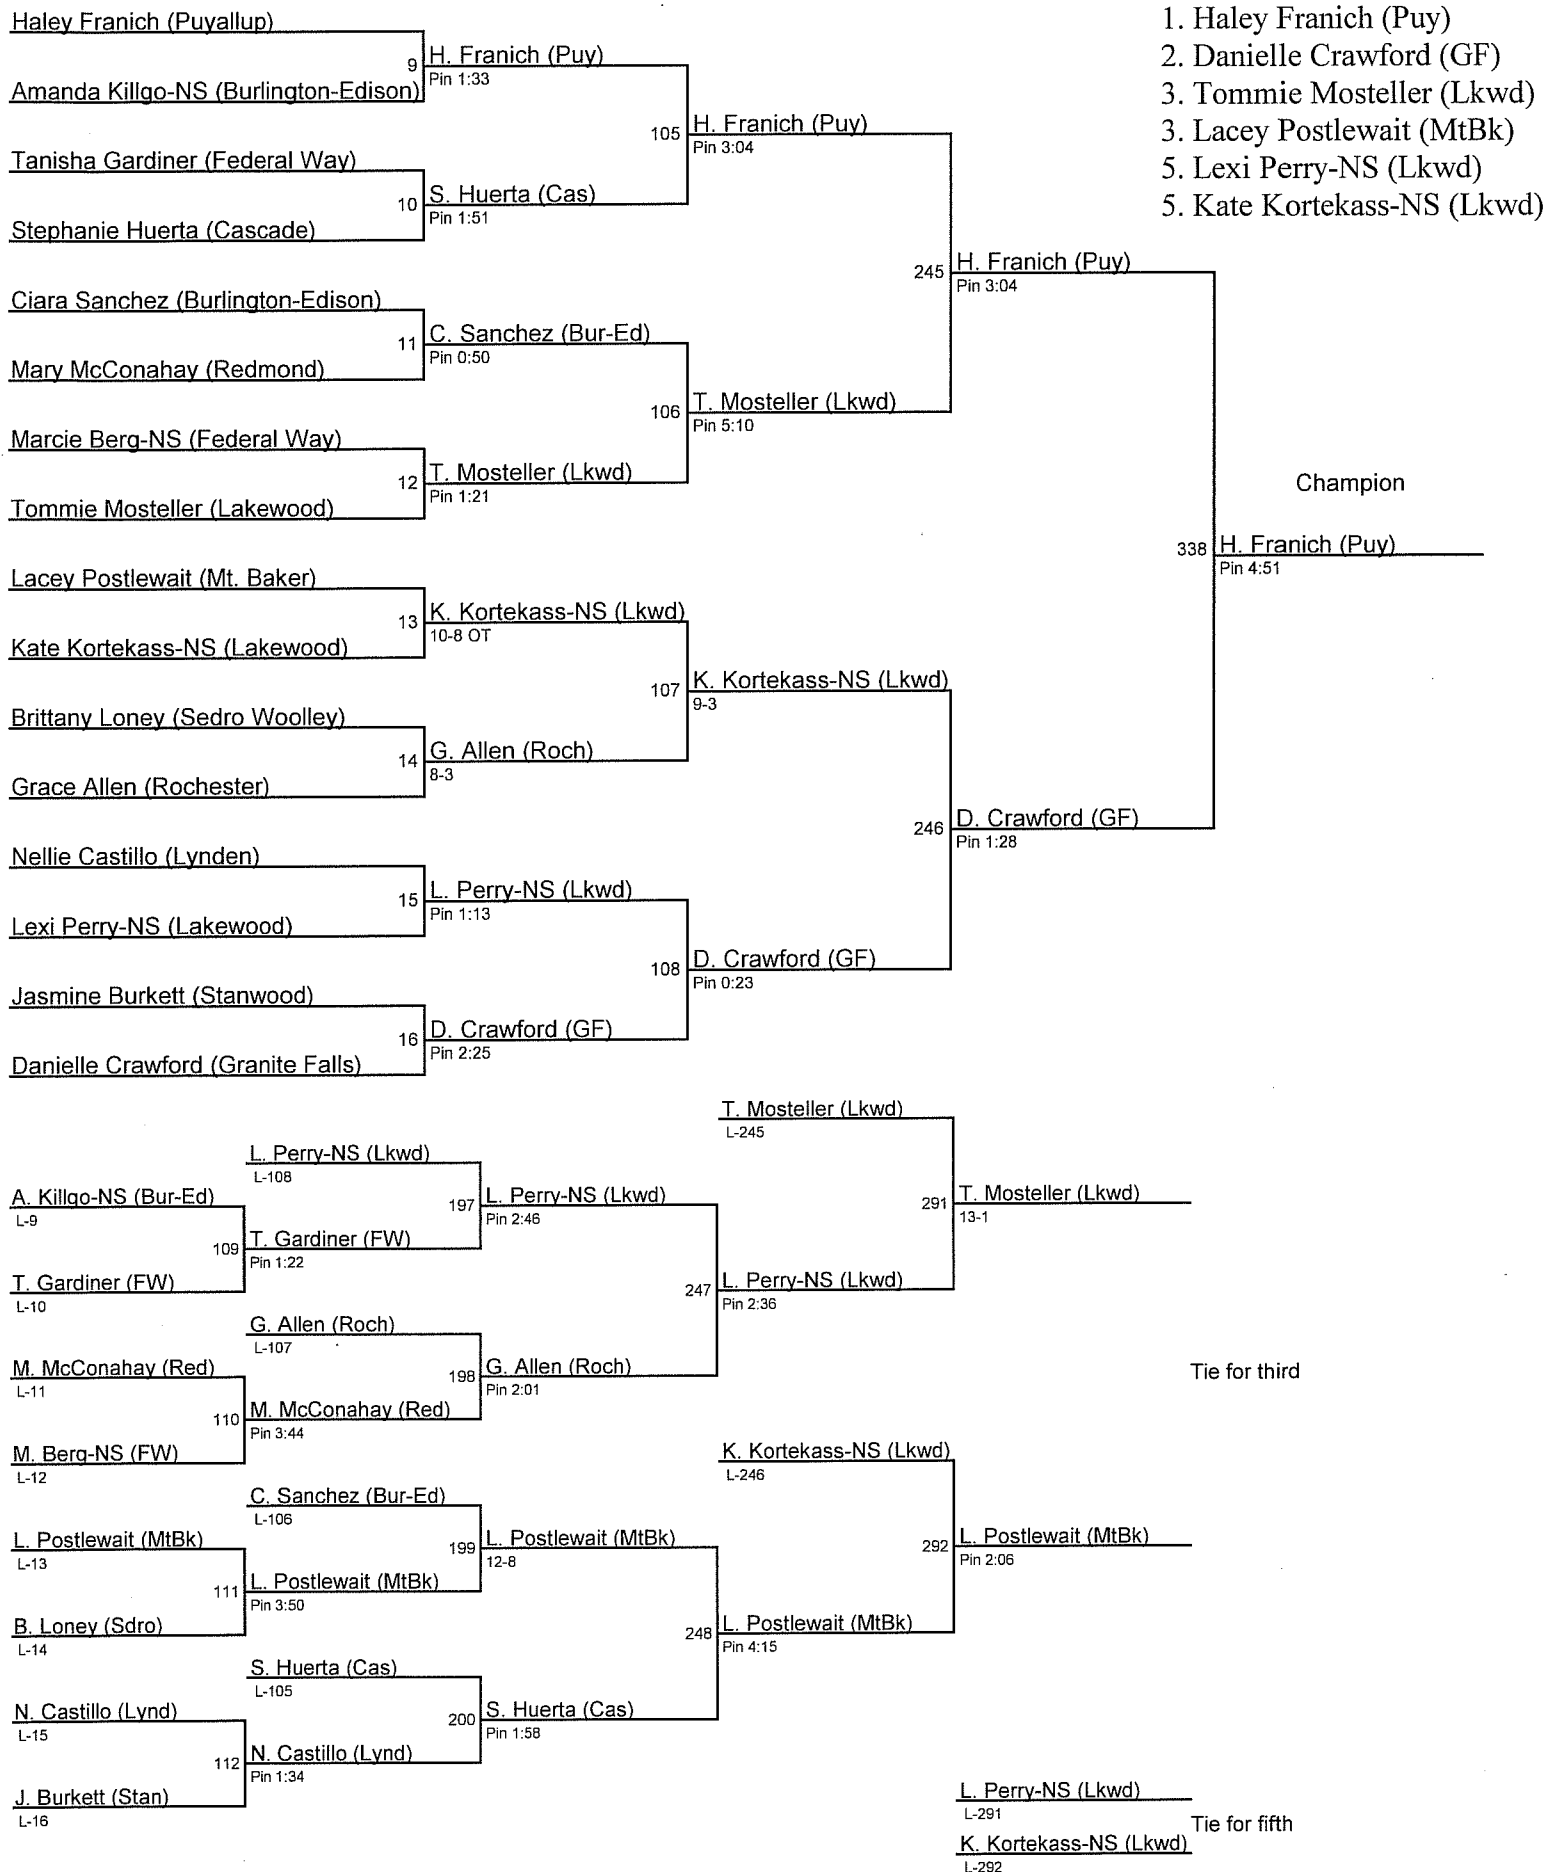 1. Haley Franich (Puy)
2. Danielle Crawford (GF)
3. Tommie Mosteller (Lkwd)
3. Lacey Postlewait (MtBk)
5. Lexi Perry-NS (Lkwd)
5. Kate Kortekass-NS (Lkwd)
Haley Franich (Puyallup)
9
Amanda Killgo-NS (Burlington-Edison)
Tanisha Gardiner (Federal Way)
10
Stephanie Huerta (Cascade)
Ciara Sanchez (Burlington-Edison)
11
Mary McConahay (Redmond)
Marcie Berg-NS (Federal Way)
12
Tommie Mosteller (Lakewood)
Lacey Postlewait (Mt. Baker)
13
Kate Kortekass-NS (Lakewood)
Brittany Loney (Sedro Woolley)
14
Grace Allen (Rochester)
Nellie Castillo (Lynden)
15
Lexi Perry-NS (Lakewood)
Jasmine Burkett (Stanwood)
16
Danielle Crawford (Granite Falls)
H. Franich (Puy)
Pin 1:33
105
S. Huerta (Cas)
Pin 1:51
C. Sanchez (Bur-Ed)
Pin 0:50
106
T. Mosteller (Lkwd)
Pin 1:21
K. Kortekass-NS (Lkwd)
10-8 OT
107
G. Allen (Roch)
8-3
L. Perry-NS (Lkwd)
Pin 1:13
108
D. Crawford (GF)
Pin 2:25
H. Franich (Puy)
Pin 3:04
245
T. Mosteller (Lkwd)
Pin 5:10
K. Kortekass-NS (Lkwd)
9-3
246
D. Crawford (GF)
Pin 0:23
H. Franich (Puy)
Pin 3:04
338
D. Crawford (GF)
Pin 1:28
Champion
H. Franich (Puy)
Pin 4:51
A. Killgo-NS (Bur-Ed)
L-9
109
T. Gardiner (FW)
L-10
M. McConahay (Red)
L-11
110
M. Berg-NS (FW)
L-12
L. Postlewait (MtBk)
L-13
111
B. Loney (Sdro)
L-14
N. Castillo (Lynd)
L-15
112
J. Burkett (Stan)
L-16
L. Perry-NS (Lkwd)
L-108
197
T. Gardiner (FW)
Pin 1:22
G. Allen (Roch)
L-107
198
M. McConahay (Red)
Pin 3:44
C. Sanchez (Bur-Ed)
L-106
199
L. Postlewait (MtBk)
Pin 3:50
S. Huerta (Cas)
L-105
200
N. Castillo (Lynd)
Pin 1:34
L. Perry-NS (Lkwd)
Pin 2:46
247
G. Allen (Roch)
Pin 2:01
L. Postlewait (MtBk)
12-8
248
S. Huerta (Cas)
Pin 1:58
T. Mosteller (Lkwd)
L-245
291
L. Perry-NS (Lkwd)
Pin 2:36
K. Kortekass-NS (Lkwd)
L-246
292
L. Postlewait (MtBk)
Pin 4:15
T. Mosteller (Lkwd)
13-1
Tie for third
L. Postlewait (MtBk)
Pin 2:06
L. Perry-NS (Lkwd)
L-291
Tie for fifth
K. Kortekass-NS (Lkwd)
L-292